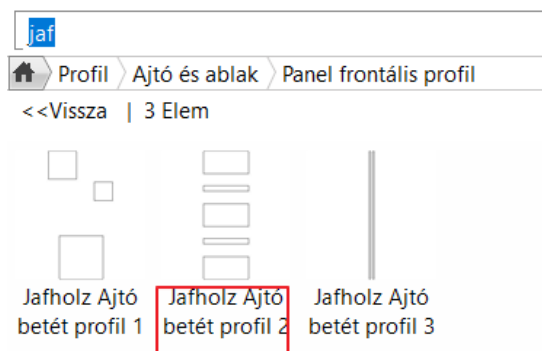 jaf
Profil Ajtó és ablak Panel frontális profil
<<Vissza | 3 Elem
Jafholz Ajtó betét profil 1
Jafholz Ajtó betét profil 2
Jafholz Ajtó betét profil 3